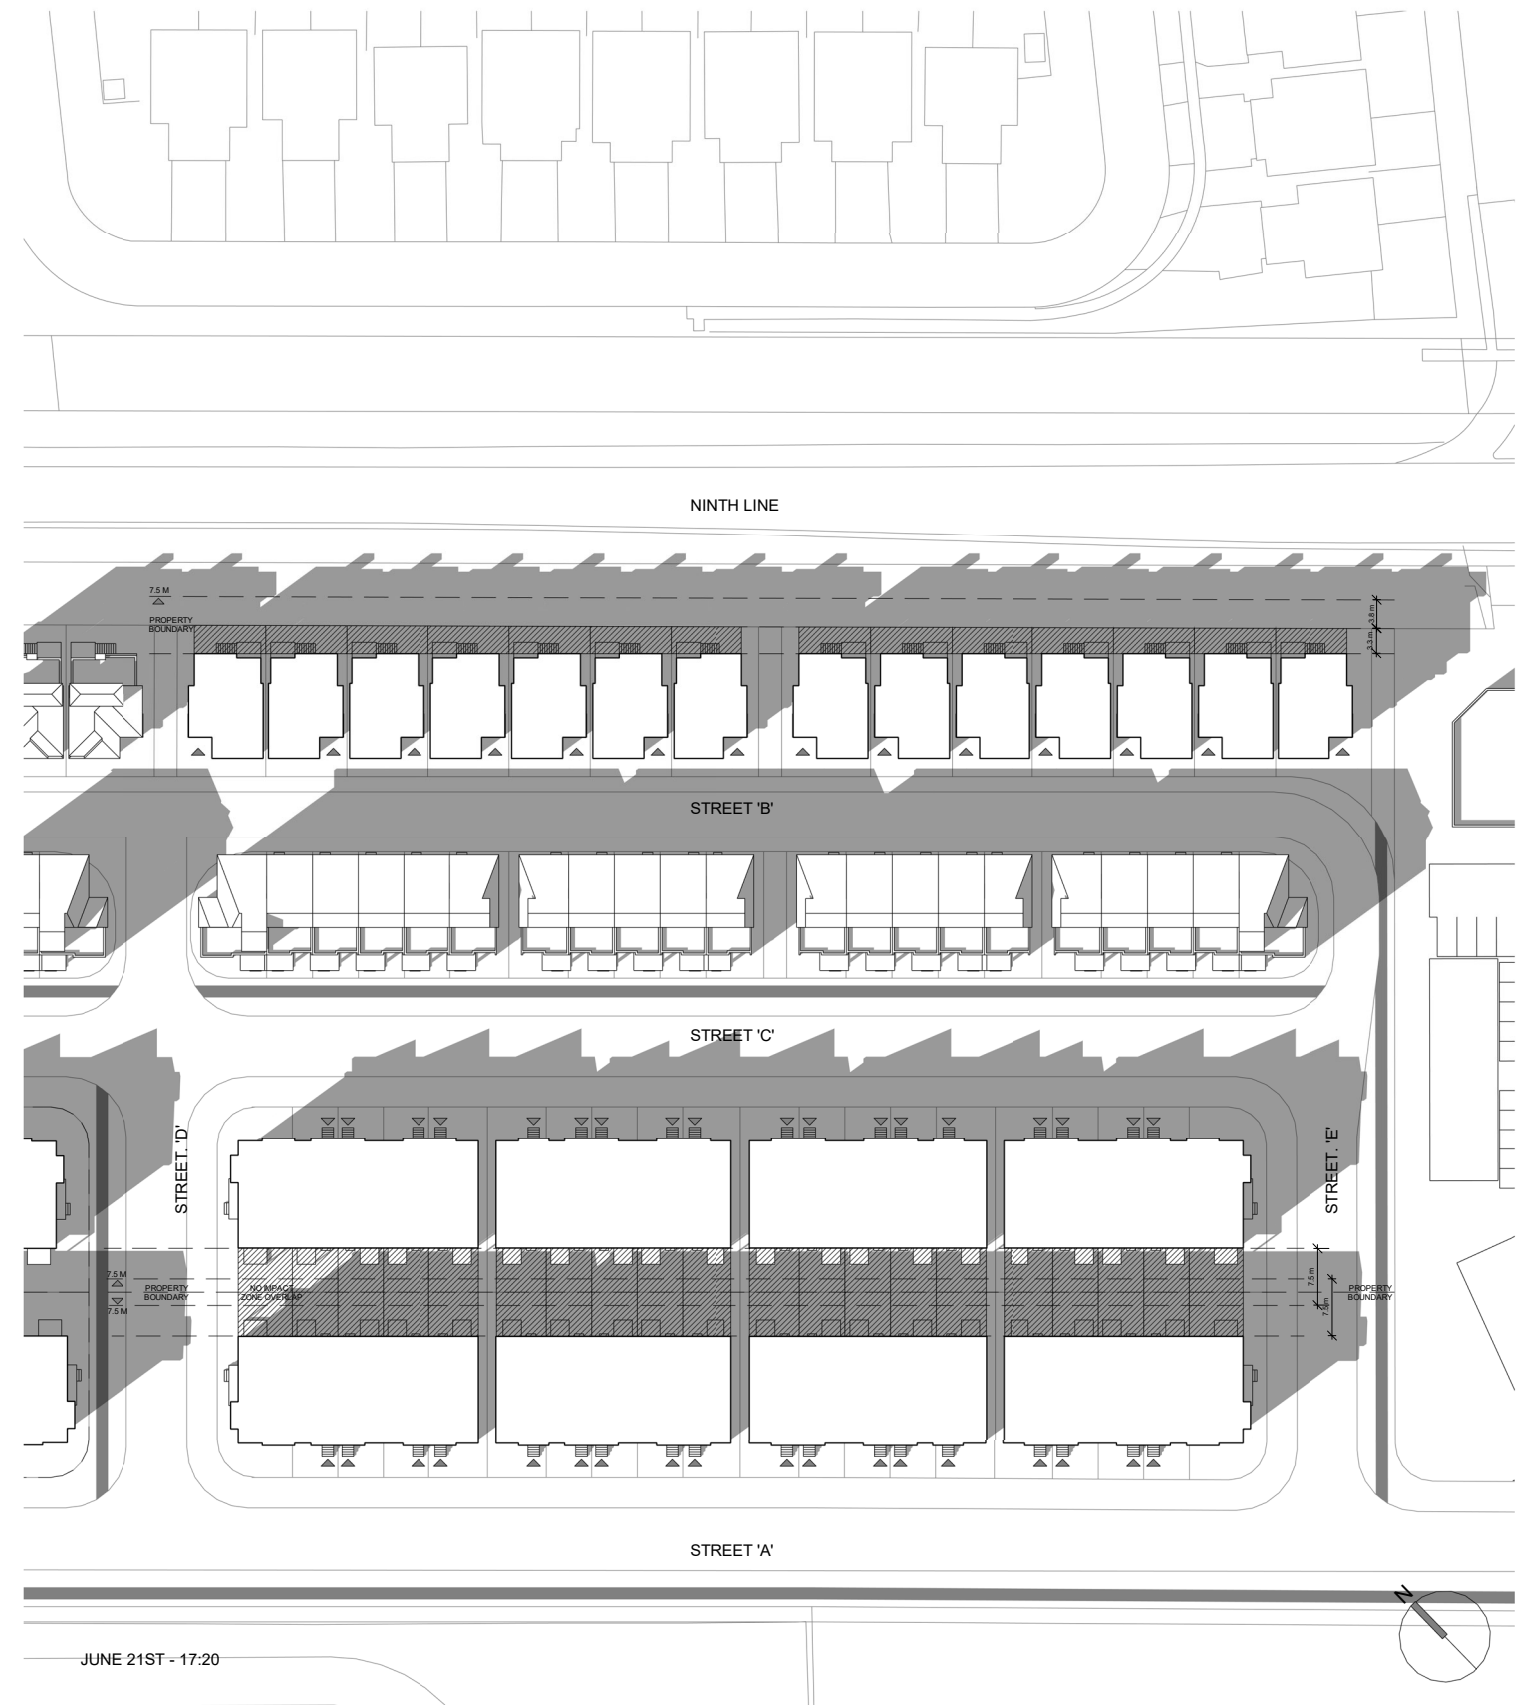 NINTH LINE
7.5 M
PROPERTY
BOUNDARY
3.8 m
3.3 m
STREET 'B'
STREET 'C'
STREET. 'D'
STREET. 'E'
7.5 M
7.5 M
PROPERTY
BOUNDARY
NO IMPACT
ZONE OVERLAP
7.5 m
7.5 m
PROPERTY
BOUNDARY
STREET 'A'
N
JUNE 21ST - 17:20